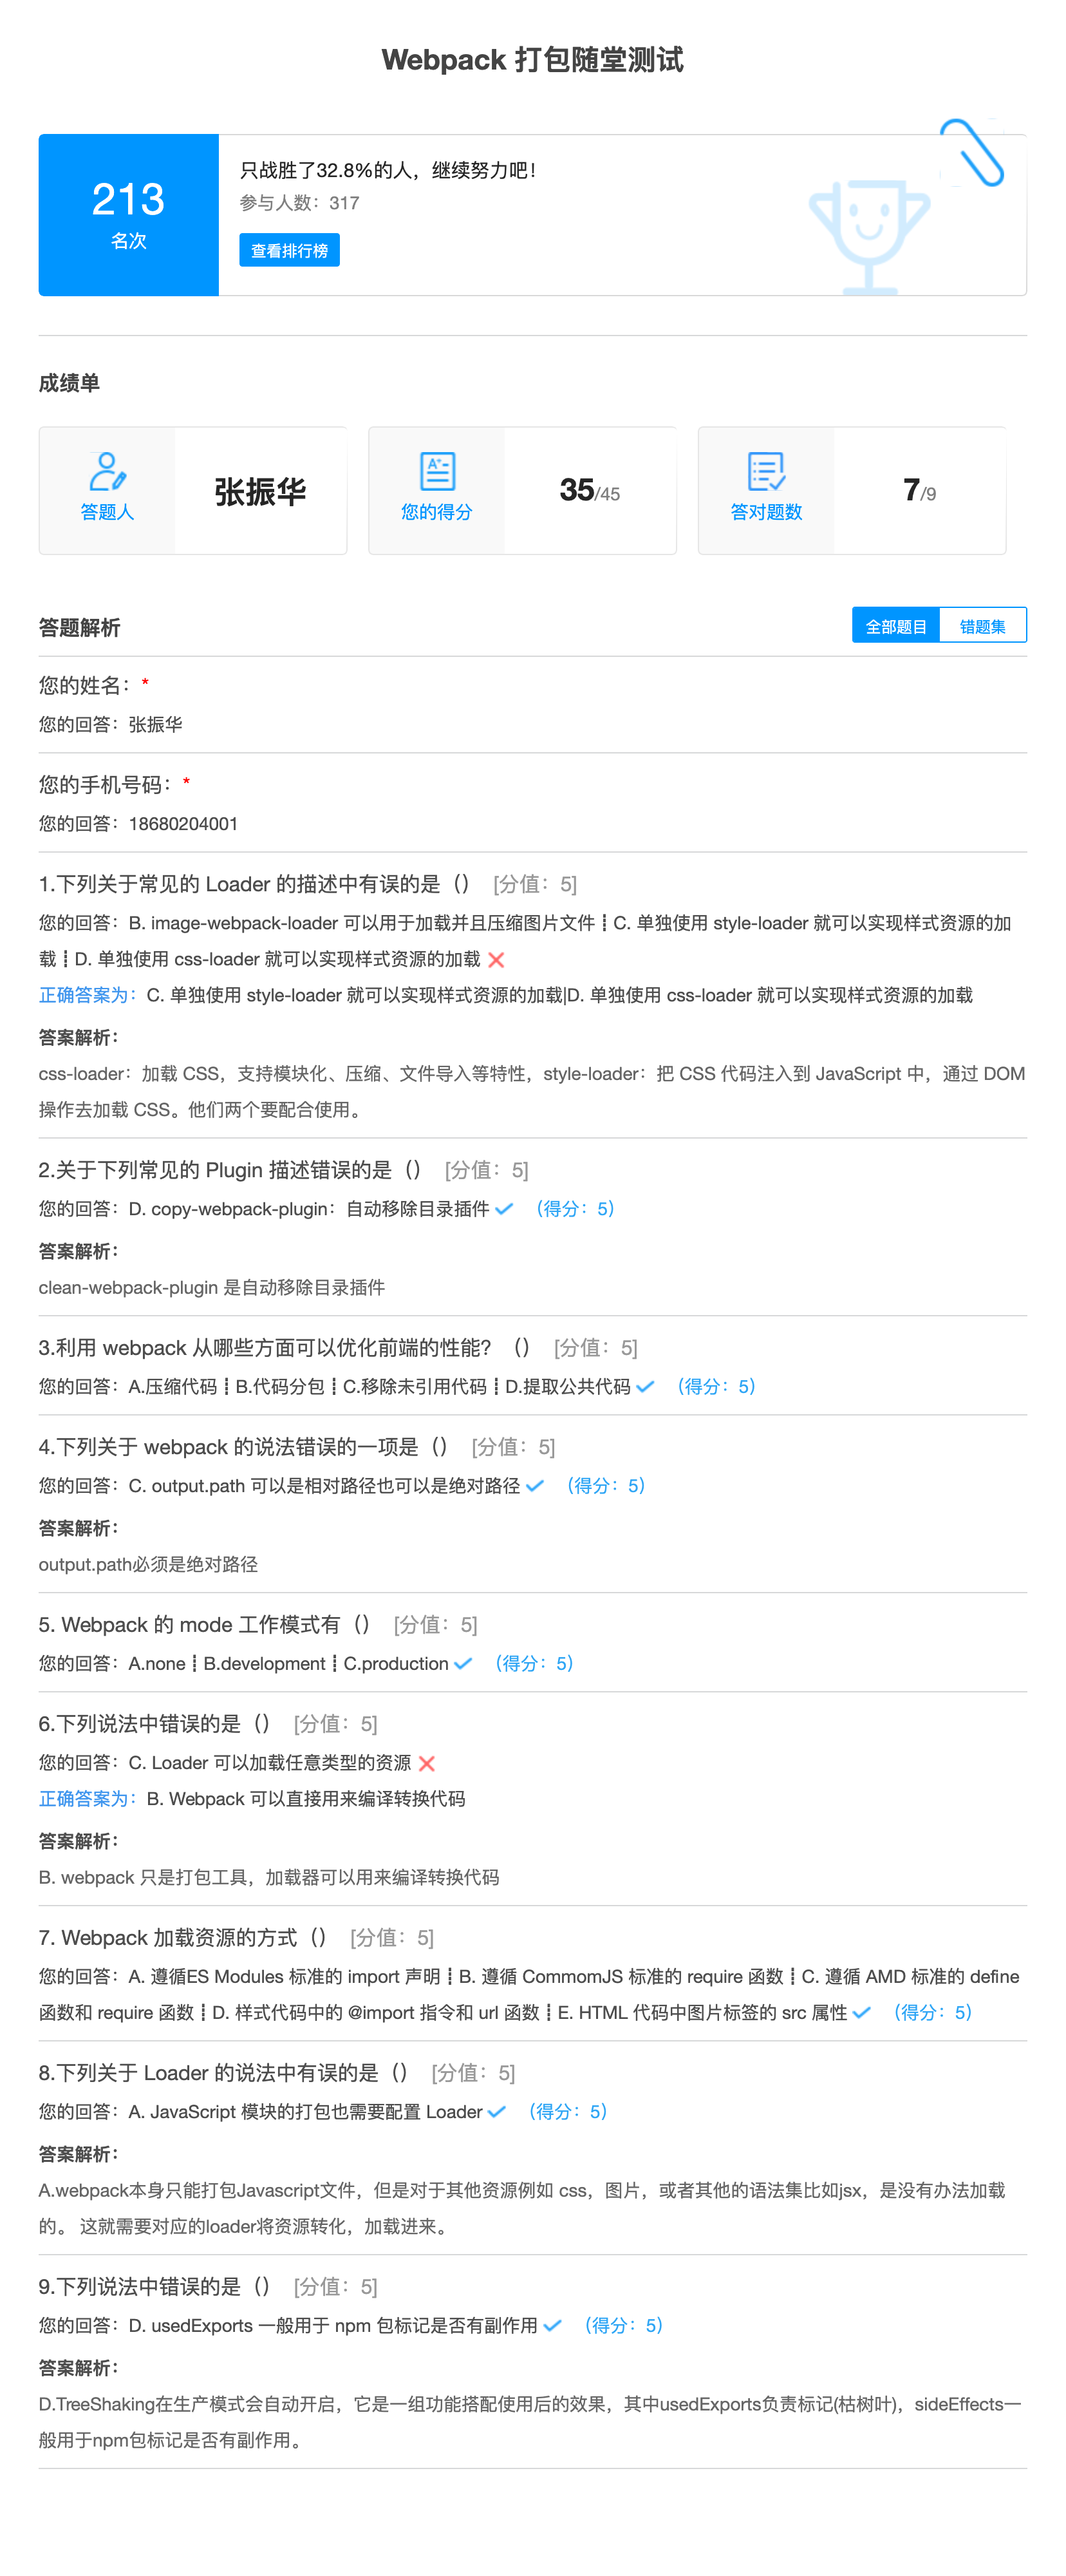 Webpack 打包随堂测试
213
名次
只战胜了32.8%的人，继续努力吧！
参与人数：317
查看排行榜
成绩单
答题人
张振华
您的得分
35/45
答对题数
7/9
答题解析
全部题目
错题集
您的姓名：*
您的回答：张振华
您的手机号码：*
您的回答：18680204001
1.下列关于常见的 Loader 的描述中有误的是（） [分值：5]
您的回答：B. image-webpack-loader 可以用于加载并且压缩图片文件┋C. 单独使用 style-loader 就可以实现样式资源的加
载┋D. 单独使用 css-loader 就可以实现样式资源的加载
正确答案为：C. 单独使用 style-loader 就可以实现样式资源的加载|D. 单独使用 css-loader 就可以实现样式资源的加载
答案解析：
css-loader：加载 CSS，支持模块化、压缩、文件导入等特性，style-loader：把 CSS 代码注入到 JavaScript 中，通过 DOM
操作去加载 CSS。他们两个要配合使用。
2.关于下列常见的 Plugin 描述错误的是（） [分值：5]
您的回答：D. copy-webpack-plugin：自动移除目录插件 （得分：5）
答案解析：
clean-webpack-plugin 是自动移除目录插件
3.利用 webpack 从哪些方面可以优化前端的性能？（） [分值：5]
您的回答：A.压缩代码┋B.代码分包┋C.移除未引用代码┋D.提取公共代码 （得分：5）
4.下列关于 webpack 的说法错误的一项是（） [分值：5]
您的回答：C. output.path 可以是相对路径也可以是绝对路径 （得分：5）
答案解析：
output.path必须是绝对路径
5. Webpack 的 mode 工作模式有（） [分值：5]
您的回答：A.none┋B.development┋C.production （得分：5）
6.下列说法中错误的是（） [分值：5]
您的回答：C. Loader 可以加载任意类型的资源
正确答案为：B. Webpack 可以直接用来编译转换代码
答案解析：
B. webpack 只是打包工具，加载器可以用来编译转换代码
7. Webpack 加载资源的方式（） [分值：5]
您的回答：A. 遵循ES Modules 标准的 import 声明┋B. 遵循 CommomJS 标准的 require 函数┋C. 遵循 AMD 标准的 define
函数和 require 函数┋D. 样式代码中的 @import 指令和 url 函数┋E. HTML 代码中图片标签的 src 属性 （得分：5）
8.下列关于 Loader 的说法中有误的是（） [分值：5]
您的回答：A. JavaScript 模块的打包也需要配置 Loader （得分：5）
答案解析：
A.webpack本身只能打包Javascript文件，但是对于其他资源例如 css，图片，或者其他的语法集比如jsx，是没有办法加载
的。 这就需要对应的loader将资源转化，加载进来。
9.下列说法中错误的是（） [分值：5]
您的回答：D. usedExports 一般用于 npm 包标记是否有副作用 （得分：5）
答案解析：
D.TreeShaking在生产模式会自动开启，它是一组功能搭配使用后的效果，其中usedExports负责标记(枯树叶)，sideEffects一
般用于npm包标记是否有副作用。